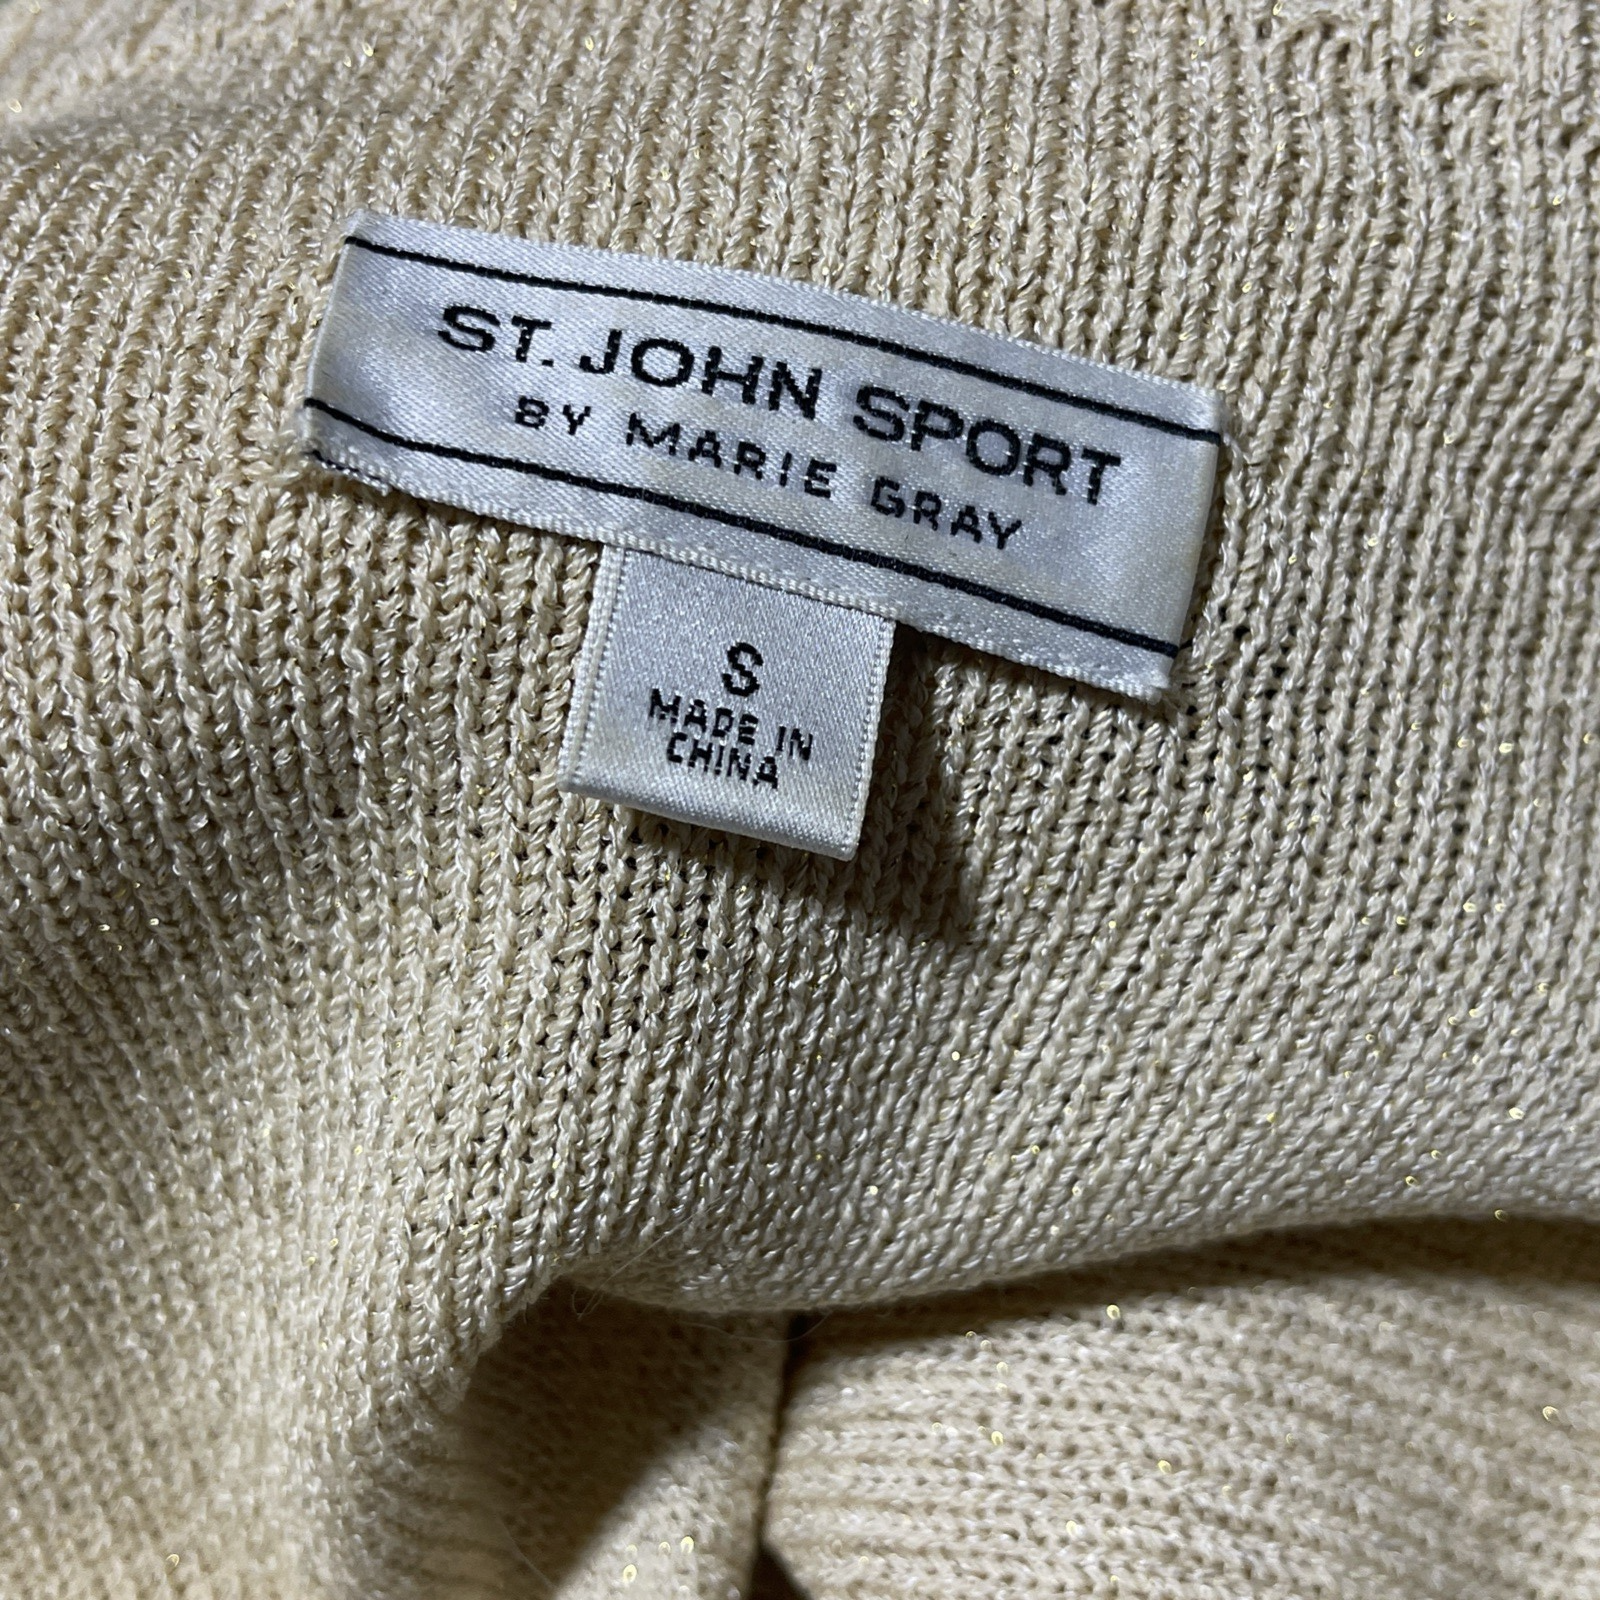 ST. JOHN SPORT
BY MARIE GRAY
S
MADE IN
CHINA